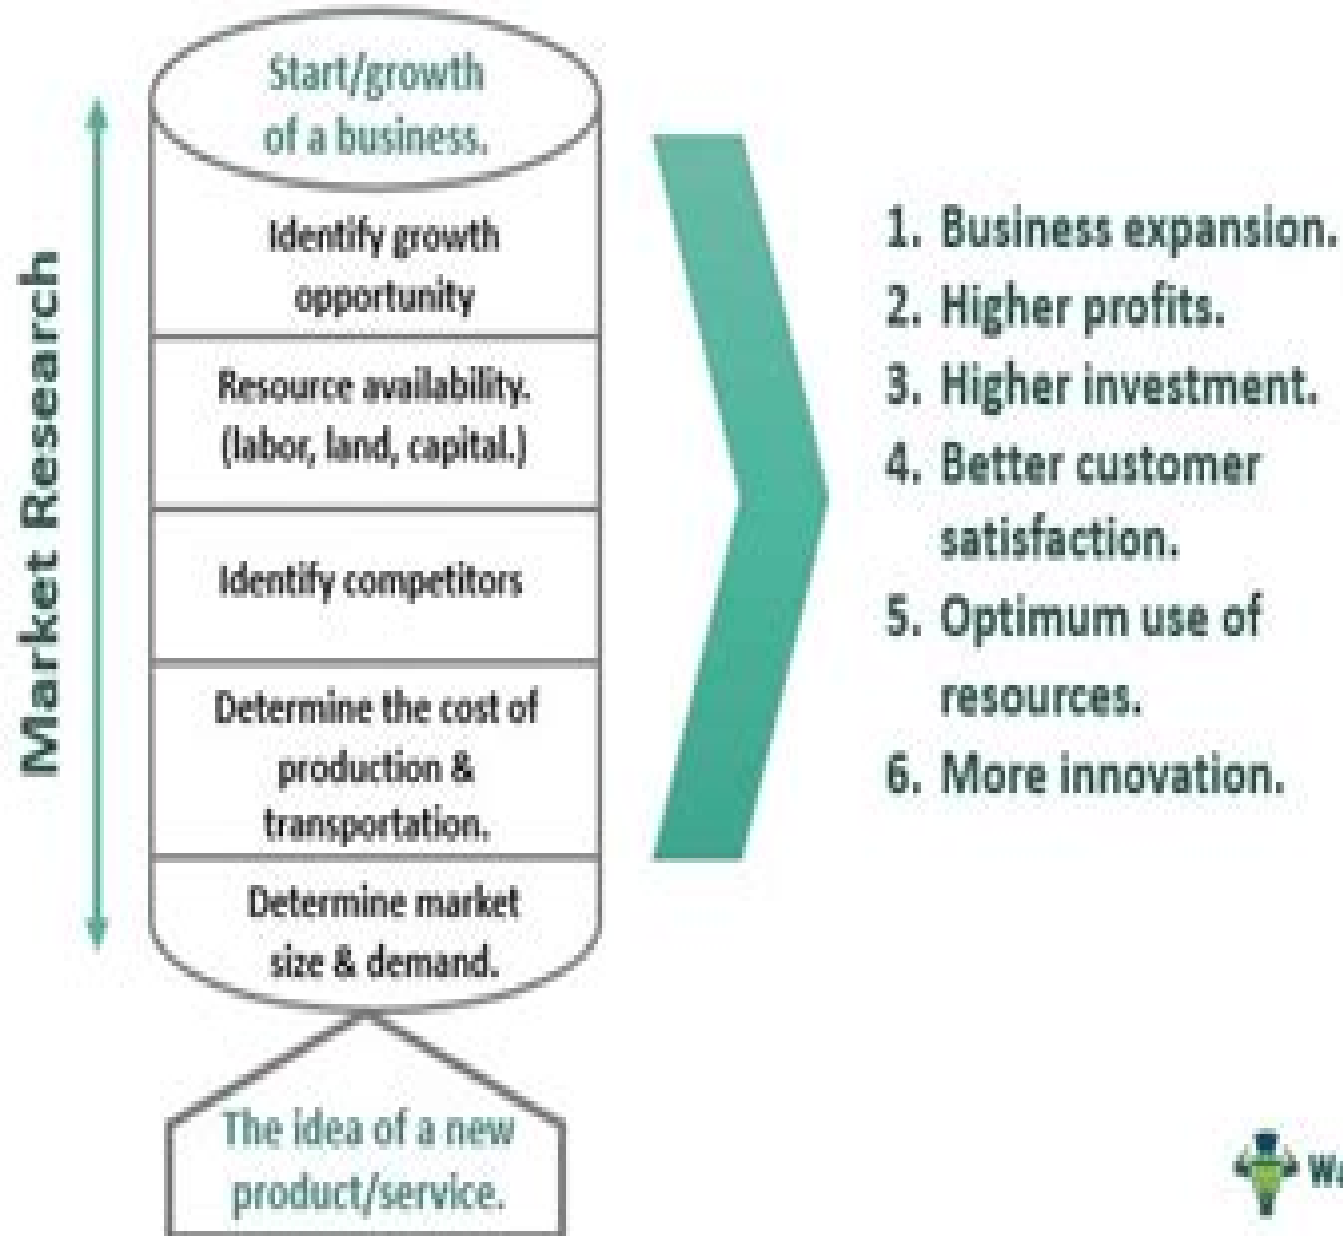 Market Research
Start/growth
of a business.
Identify growth
opportunity
Resource availability.
(labor, land, capital.)
Identify competitors
Determine the cost of
production &
transportation.
Determine market
size & demand.
The idea of a new
product/service.
1. Business expansion.
2. Higher profits.
3. Higher investment.
4. Better customer
satisfaction.
5. Optimum use of
resources.
6. More innovation.